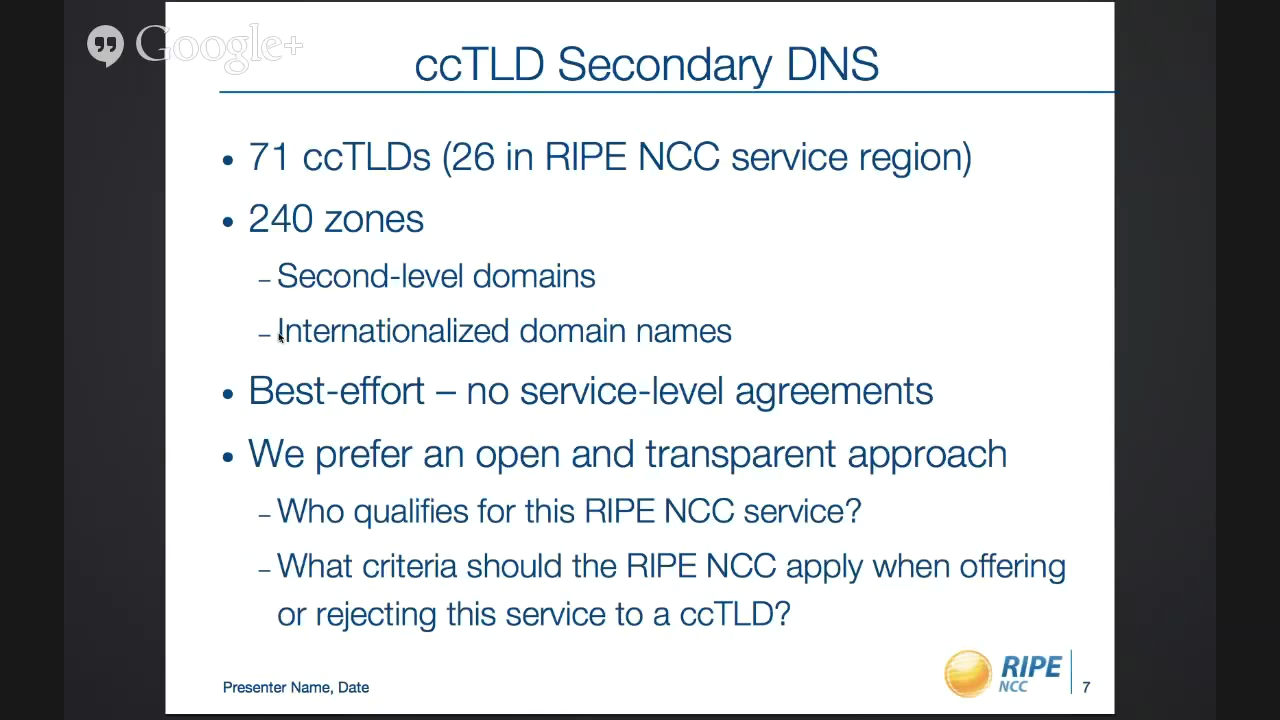 Google+
ccTLD Secondary DNS
• 71 ccTLDs (26 in RIPE NCC service region)
• 240 zones
– Second-level domains
– Internationalized domain names
• Best-effort – no service-level agreements
• We prefer an open and transparent approach
– Who qualifies for this RIPE NCC service?
– What criteria should the RIPE NCC apply when offering
or rejecting this service to a ccTLD?
Presenter Name, Date
RIPE
NCC
7